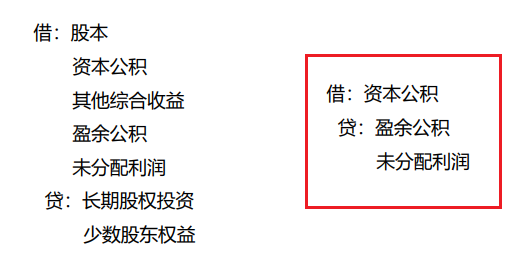 借：股本
资本公积
其他综合收益
盈余公积
未分配利润
贷：长期股权投资
少数股东权益
借：资本公积
贷：盈余公积
未分配利润